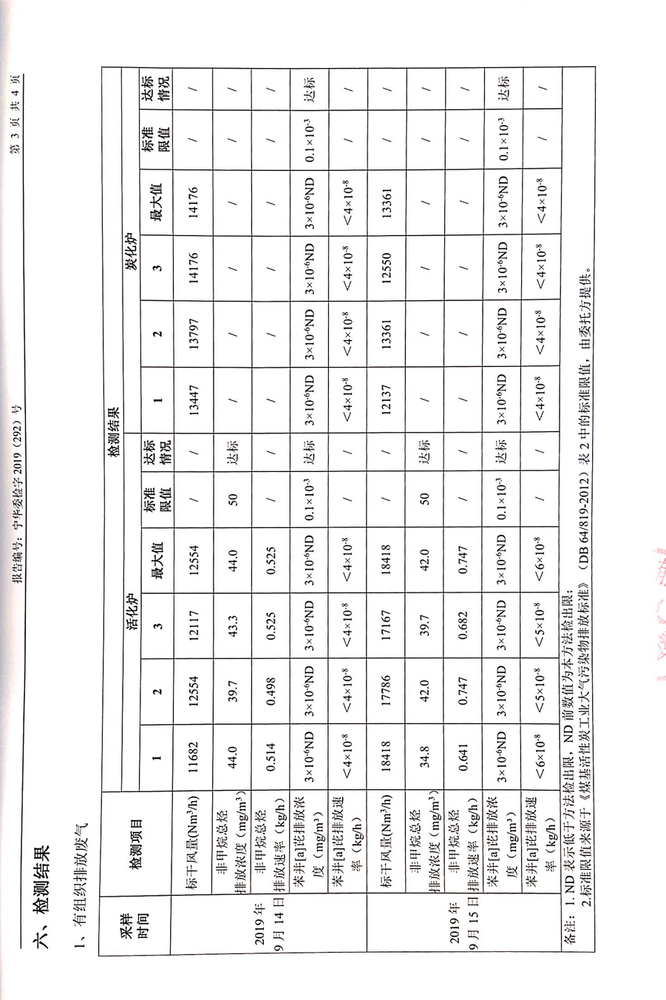 报告编号：宁华委检字 2019（292）号 第 3 页 共 4 页
六、检测结果
1、有组织排放废气
采样时间 检测项目 检测结果
活化炉 炭化炉
1 2 3 最大值 标准限值 达标情况 1 2 3 最大值 标准限值 达标情况
2019 年 9 月 14 日
标干风量(Nm³/h) 11682 12554 12117 12554 / / 13447 13797 14176 14176 / /
非甲烷总烃排放浓度（mg/m³） 44.0 39.7 43.3 44.0 50 达标 / / / / / /
非甲烷总烃排放速率（kg/h） 0.514 0.498 0.525 0.525 / / / / / / / /
苯并[a]芘排放浓度（mg/m³） 3×10⁻⁶ND 3×10⁻⁶ND 3×10⁻⁶ND 3×10⁻⁶ND 0.1×10⁻³ 达标 3×10⁻⁶ND 3×10⁻⁶ND 3×10⁻⁶ND 3×10⁻⁶ND 0.1×10⁻³ 达标
苯并[a]芘排放速率（kg/h） ＜4×10⁻⁸ ＜4×10⁻⁸ ＜4×10⁻⁸ ＜4×10⁻⁸ / / ＜4×10⁻⁸ ＜4×10⁻⁸ ＜4×10⁻⁸ ＜4×10⁻⁸ / /
2019 年 9 月 15 日
标干风量(Nm³/h) 18418 17786 17167 18418 / / 12137 13361 12550 13361 / /
非甲烷总烃排放浓度（mg/m³） 34.8 42.0 39.7 42.0 50 达标 / / / / / /
非甲烷总烃排放速率（kg/h） 0.641 0.747 0.682 0.747 / / / / / / / /
苯并[a]芘排放浓度（mg/m³） 3×10⁻⁶ND 3×10⁻⁶ND 3×10⁻⁶ND 3×10⁻⁶ND 0.1×10⁻³ 达标 3×10⁻⁶ND 3×10⁻⁶ND 3×10⁻⁶ND 3×10⁻⁶ND 0.1×10⁻³ 达标
苯并[a]芘排放速率（kg/h） ＜6×10⁻⁸ ＜5×10⁻⁸ ＜5×10⁻⁸ ＜6×10⁻⁸ / / ＜4×10⁻⁸ ＜4×10⁻⁸ ＜4×10⁻⁸ ＜4×10⁻⁸ / /
备注：1. ND 表示低于方法检出限，ND 前数值为本方法检出限；
2.标准限值来源于《煤基活性炭工业大气污染物排放标准》（DB 64/819-2012）表 2 中的标准限值，由委托方提供。